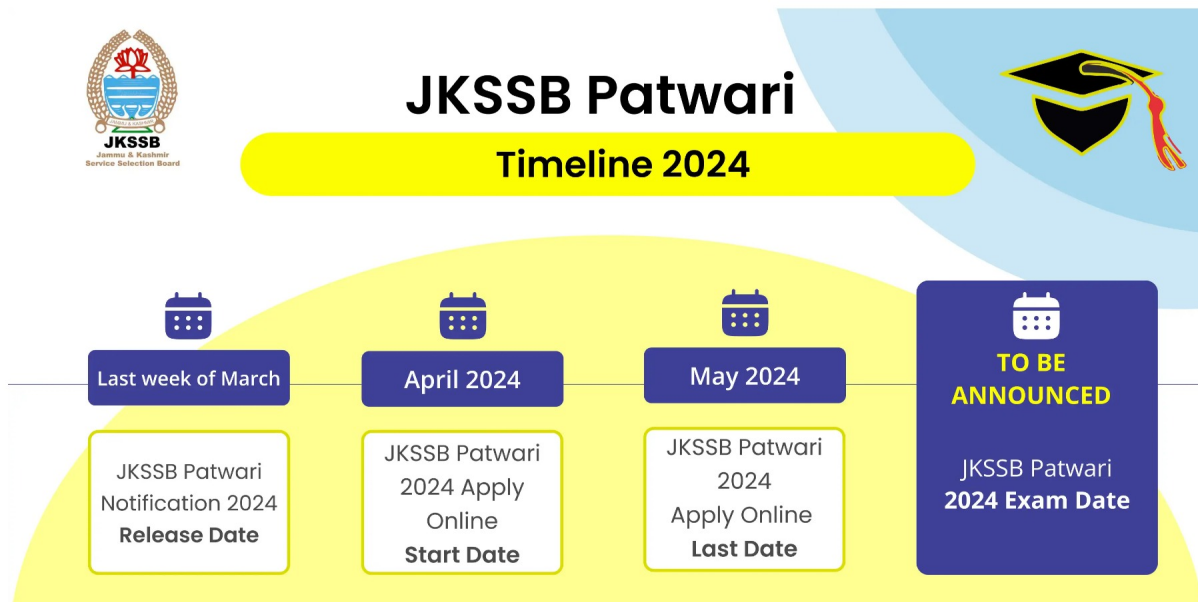 JKSSB
Jammu & Kashmir
Service Selection Board
JKSSB Patwari
Timeline 2024
Last week of March
JKSSB Patwari
Notification 2024
Release Date
April 2024
JKSSB Patwari
2024 Apply
Online
Start Date
May 2024
JKSSB Patwari
2024
Apply Online
Last Date
TO BE
ANNOUNCED
JKSSB Patwari
2024 Exam Date